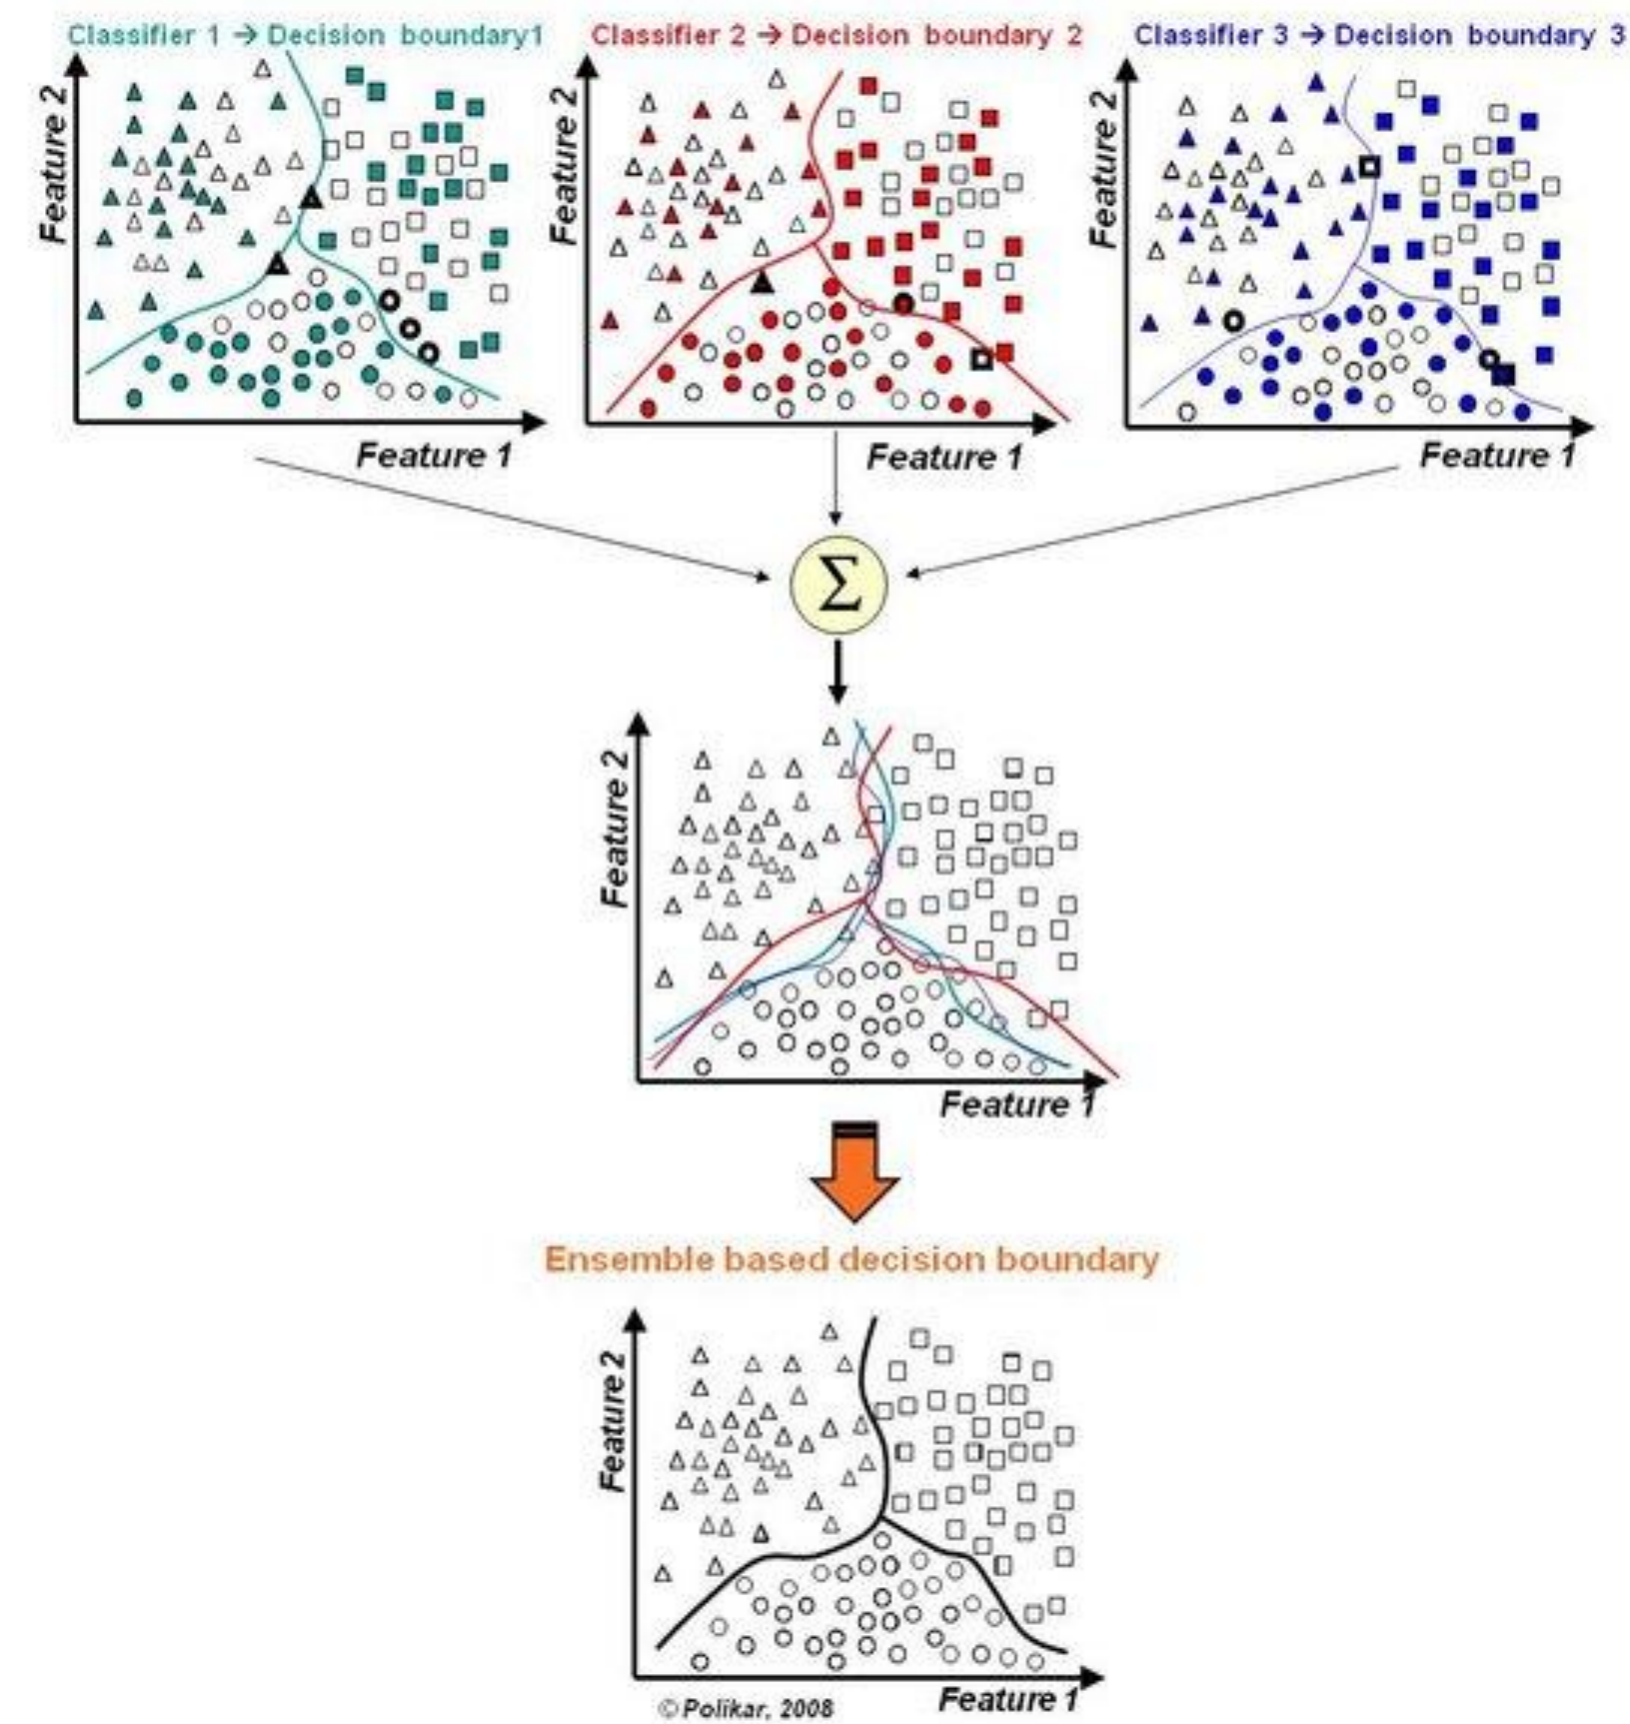 Classifier 1 → Decision boundary1
Classifier 2 → Decision boundary 2
Classifier 3 → Decision boundary 3
Feature 2
Feature 2
Feature 2
Feature 1
Feature 1
Feature 1
Σ
Feature 2
Feature 1
Ensemble based decision boundary
Feature 2
Feature 1
© Polikar, 2008